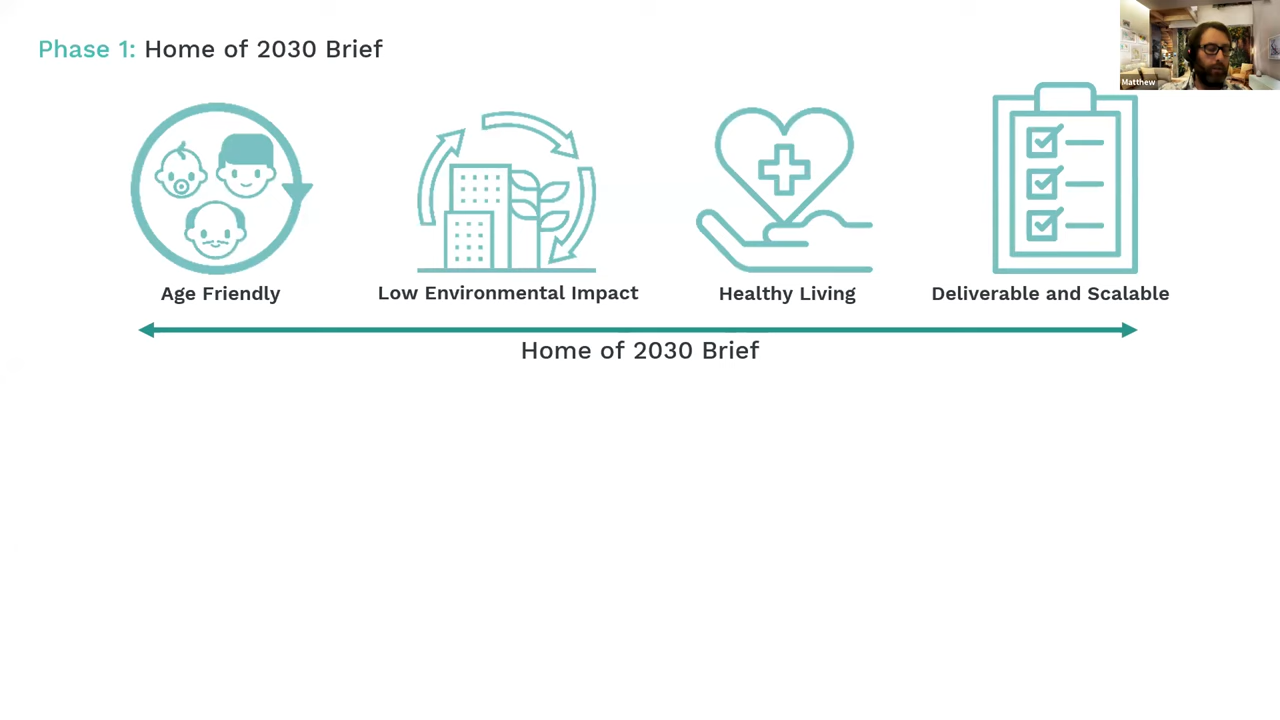 Phase 1: Home of 2030 Brief
Matthew
Age Friendly
Low Environmental Impact
Healthy Living
Deliverable and Scalable
Home of 2030 Brief